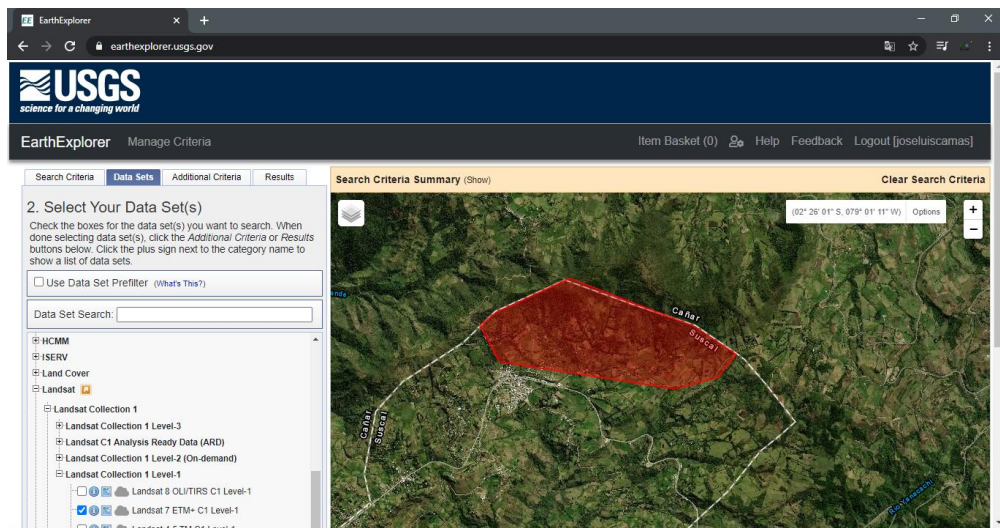 EarthExplorer
earthexplorer.usgs.gov
USGS
science for a changing world
EarthExplorer Manage Criteria Item Basket (0) Help Feedback Logout [joseluiscamas]
Search Criteria Data Sets Additional Criteria Results
Search Criteria Summary (Show) Clear Search Criteria
2. Select Your Data Set(s)
Check the boxes for the data set(s) you want to search. When
done selecting data set(s), click the Additional Criteria or Results
buttons below. Click the plus sign next to the category name to
show a list of data sets.
Use Data Set Prefilter (What's This?)
Data Set Search:
HCMM
ISERV
Land Cover
Landsat
Landsat Collection 1
Landsat Collection 1 Level-3
Landsat C1 Analysis Ready Data (ARD)
Landsat Collection 1 Level-2 (On-demand)
Landsat Collection 1 Level-1
Landsat 8 OLI/TIRS C1 Level-1
Landsat 7 ETM+ C1 Level-1
(02° 26' 01" S, 079° 01' 11" W) Options
+
-
Cañar
Suscal
Cañar
Suscal